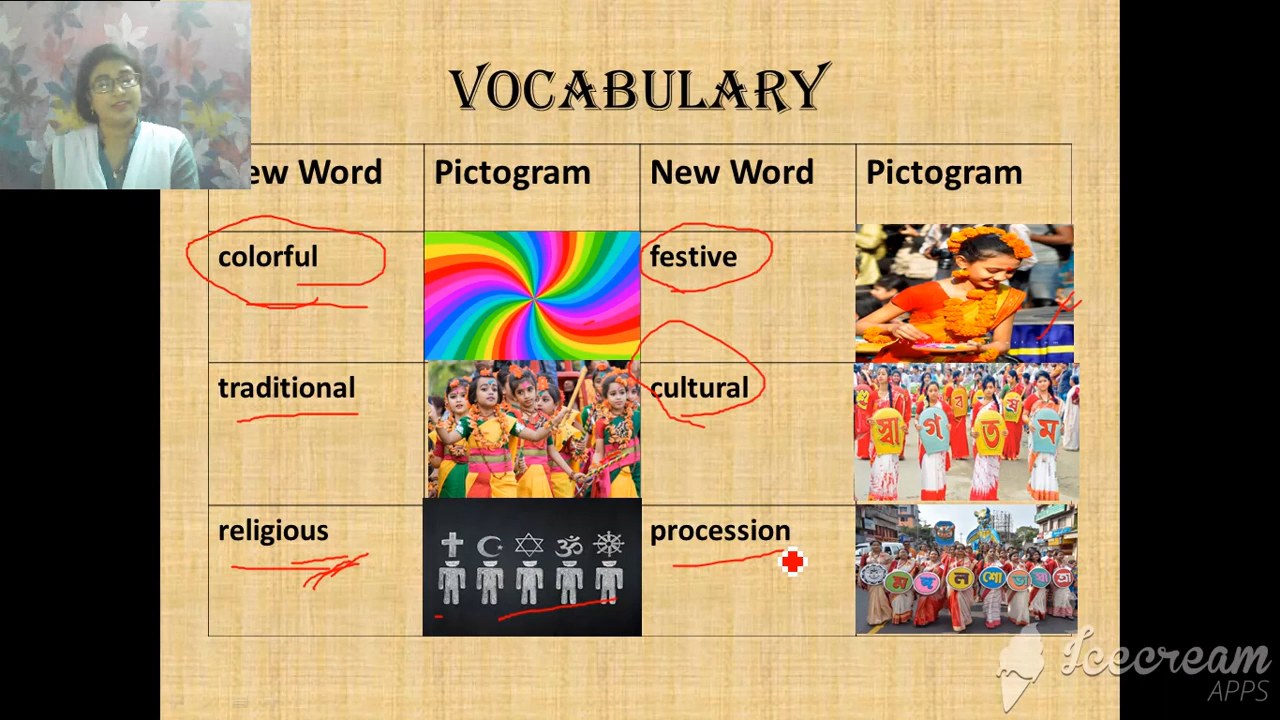 VOCABULARY
ew Word Pictogram New Word Pictogram
colorful festive
traditional cultural
স্বা গ ত ম
religious procession
ম ঙ্গ ল শো ভা যা ত্রা
Icecream
APPS